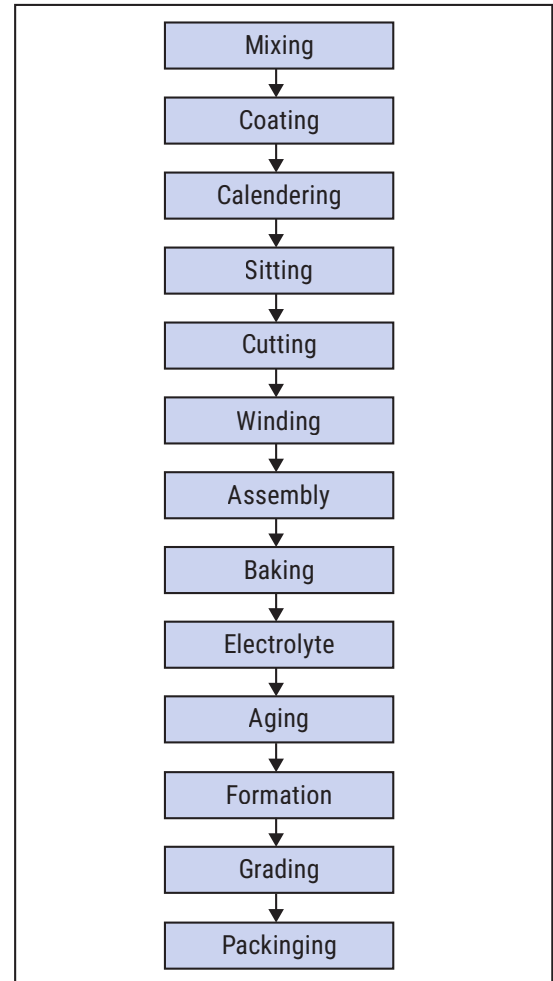 Mixing
Coating
Calendering
Sitting
Cutting
Winding
Assembly
Baking
Electrolyte
Aging
Formation
Grading
Packinging